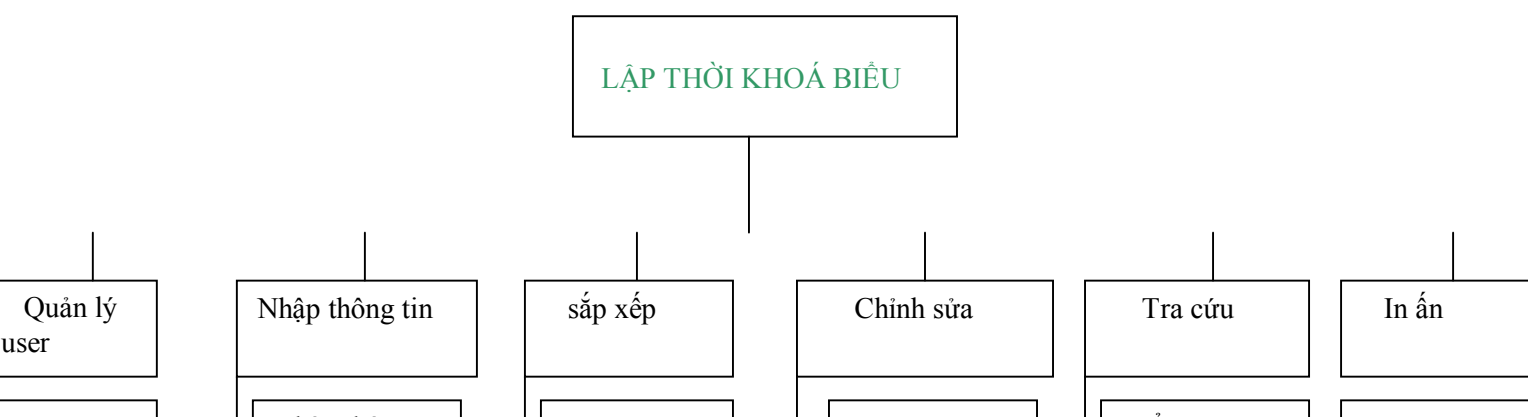 LẬP THỜI KHOÁ BIỂU
Quản lý
user
Nhập thông tin
sắp xếp
Chỉnh sửa
Tra cứu
In ấn